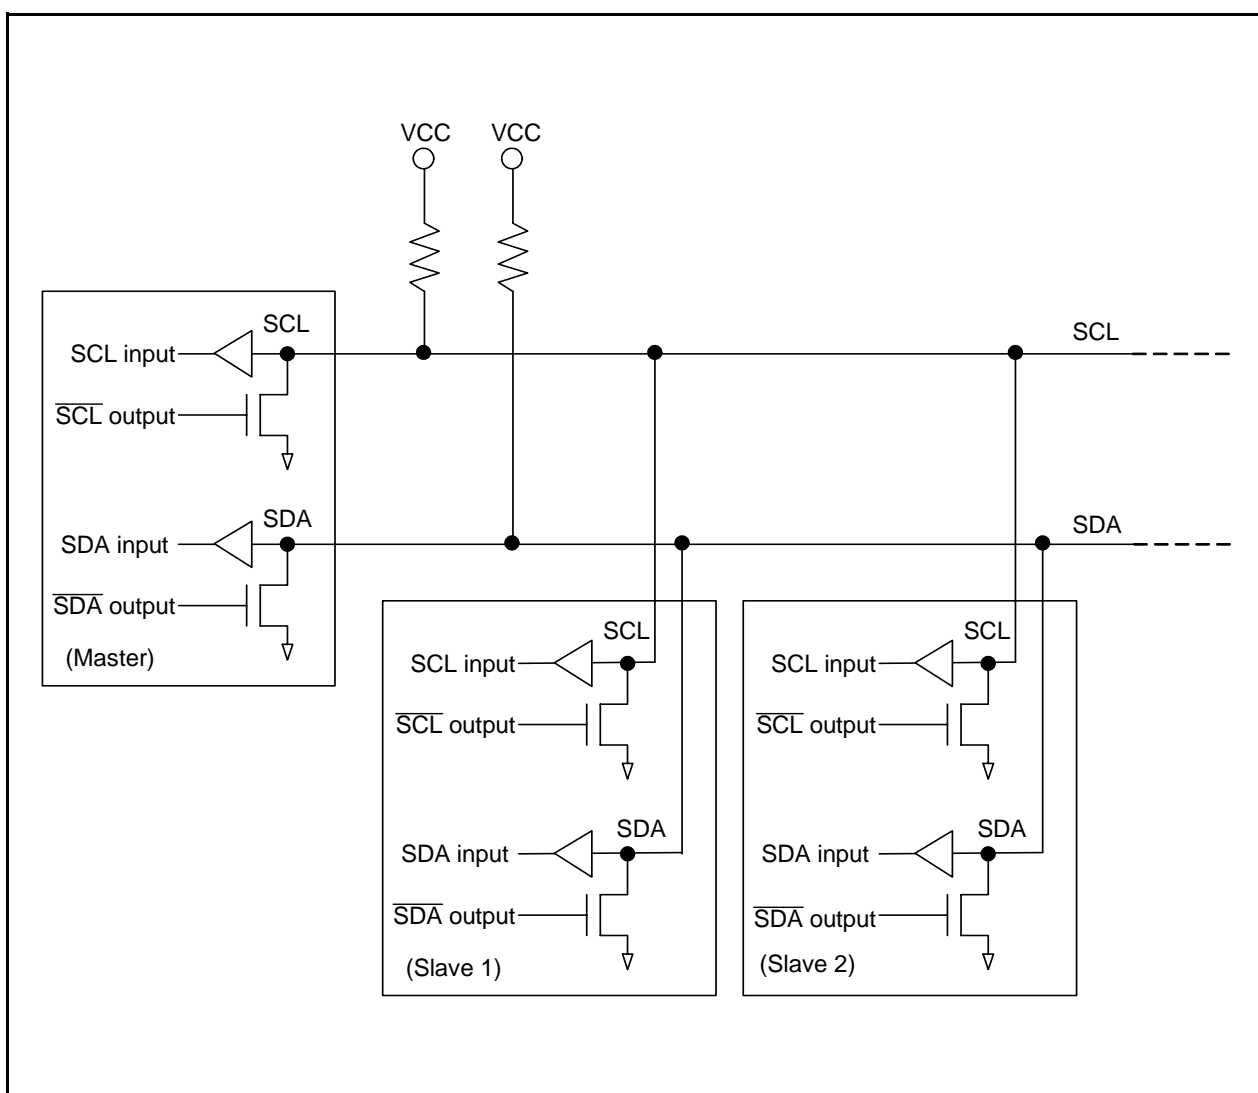 VCC VCC
SCL
SCL input
SCL output
SDA
SDA input
SDA output
(Master)
SCL
SDA
SCL
SCL input
SCL output
SDA
SDA input
SDA output
(Slave 1)
SCL
SCL input
SCL output
SDA
SDA input
SDA output
(Slave 2)